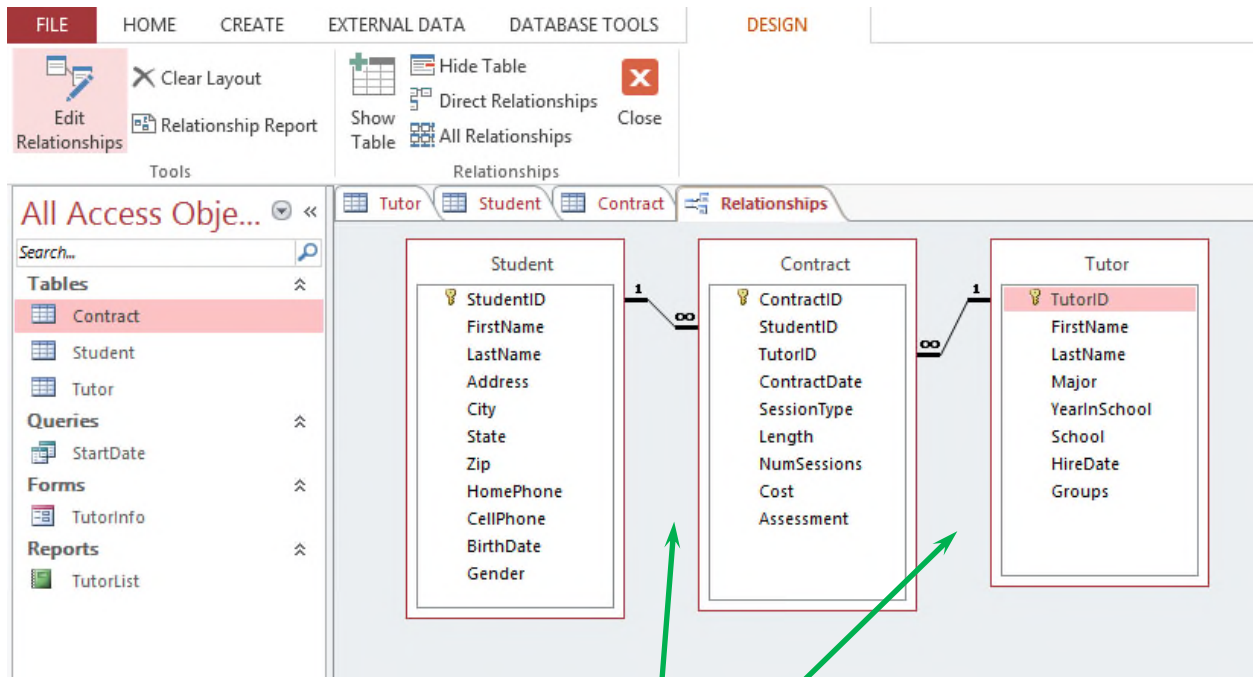 FILE HOME CREATE EXTERNAL DATA DATABASE TOOLS DESIGN
Edit Relationships
Clear Layout
Relationship Report
Tools
Show Table
Hide Table
Direct Relationships
All Relationships
Close
Relationships
All Access Obje... «
Search...
Tables
Contract
Student
Tutor
Queries
StartDate
Forms
TutorInfo
Reports
TutorList
Tutor Student Contract Relationships
Student
StudentID
FirstName
LastName
Address
City
State
Zip
HomePhone
CellPhone
BirthDate
Gender
1
∞
Contract
ContractID
StudentID
TutorID
ContractDate
SessionType
Length
NumSessions
Cost
Assessment
∞
1
Tutor
TutorID
FirstName
LastName
Major
YearInSchool
School
HireDate
Groups